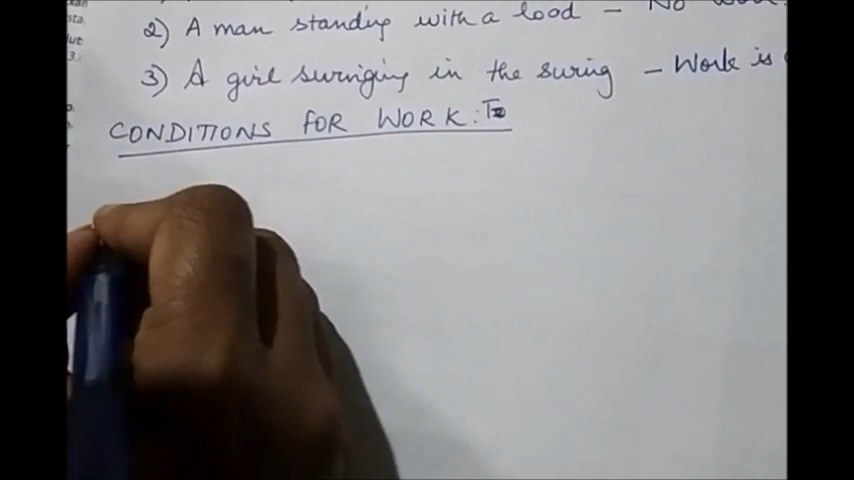 2) A man standing with a load - No
3) A girl swinging in the swing - Work is
CONDITIONS FOR WORK: